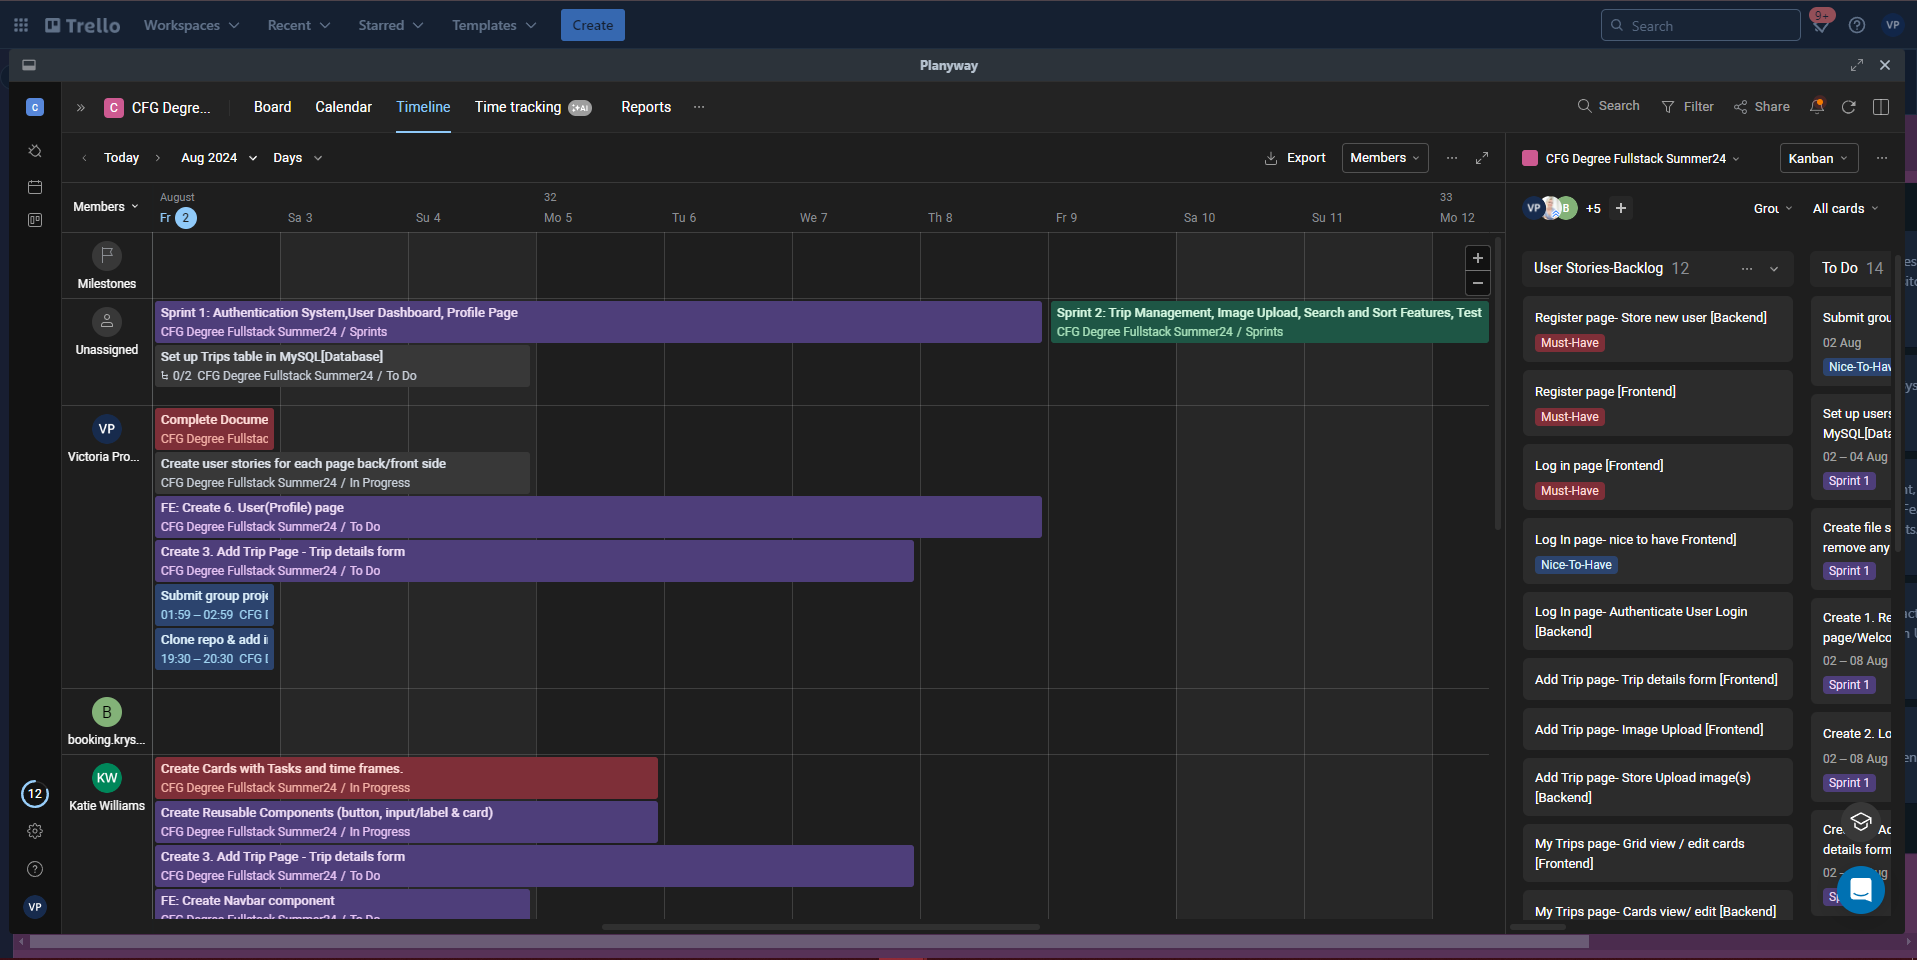 Trello
Workspaces
Recent
Starred
Templates
Create
Search
9+
VP
Planyway
C
C
CFG Degre...
Board
Calendar
Timeline
Time tracking
+AI
Reports
Search
Filter
Share
Today
Aug 2024
Days
Export
Members
CFG Degree Fullstack Summer24
Kanban
Members
August
Fr 2
Sa 3
Su 4
32
Mo 5
Tu 6
We 7
Th 8
Fr 9
Sa 10
Su 11
33
Mo 12
VP
B
+5
Grou
All cards
Milestones
Unassigned
Sprint 1: Authentication System,User Dashboard, Profile Page
CFG Degree Fullstack Summer24 / Sprints
Sprint 2: Trip Management, Image Upload, Search and Sort Features, Test
CFG Degree Fullstack Summer24 / Sprints
Set up Trips table in MySQL[Database]
0/2 CFG Degree Fullstack Summer24 / To Do
VP
Victoria Pro...
Complete Docume
CFG Degree Fullstac
Create user stories for each page back/front side
CFG Degree Fullstack Summer24 / In Progress
FE: Create 6. User(Profile) page
CFG Degree Fullstack Summer24 / To Do
Create 3. Add Trip Page - Trip details form
CFG Degree Fullstack Summer24 / To Do
Submit group proje
01:59 – 02:59 CFG
Clone repo & add i
19:30 – 20:30 CFG
B
booking.krys...
KW
Katie Williams
Create Cards with Tasks and time frames.
CFG Degree Fullstack Summer24 / In Progress
Create Reusable Components (button, input/label & card)
CFG Degree Fullstack Summer24 / In Progress
Create 3. Add Trip Page - Trip details form
CFG Degree Fullstack Summer24 / To Do
FE: Create Navbar component
CFG Degree Fullstack Summer24 / To Do
12
VP
User Stories-Backlog 12
Register page- Store new user [Backend]
Must-Have
Register page [Frontend]
Must-Have
Log in page [Frontend]
Must-Have
Log In page- nice to have Frontend]
Nice-To-Have
Log In page- Authenticate User Login
[Backend]
Add Trip page- Trip details form [Frontend]
Add Trip page- Image Upload [Frontend]
Add Trip page- Store Upload image(s)
[Backend]
My Trips page- Grid view / edit cards
[Frontend]
My Trips page- Cards view/ edit [Backend]
To Do 14
Submit grou
02 Aug
Nice-To-Hav
Set up users
MySQL[Data
02 – 04 Aug
Sprint 1
Create file s
remove any
Sprint 1
Create 1. Re
page/Welco
02 – 08 Aug
Sprint 1
Create 2. Lo
02 – 08 Aug
Sprint 1
Cre
details form
02